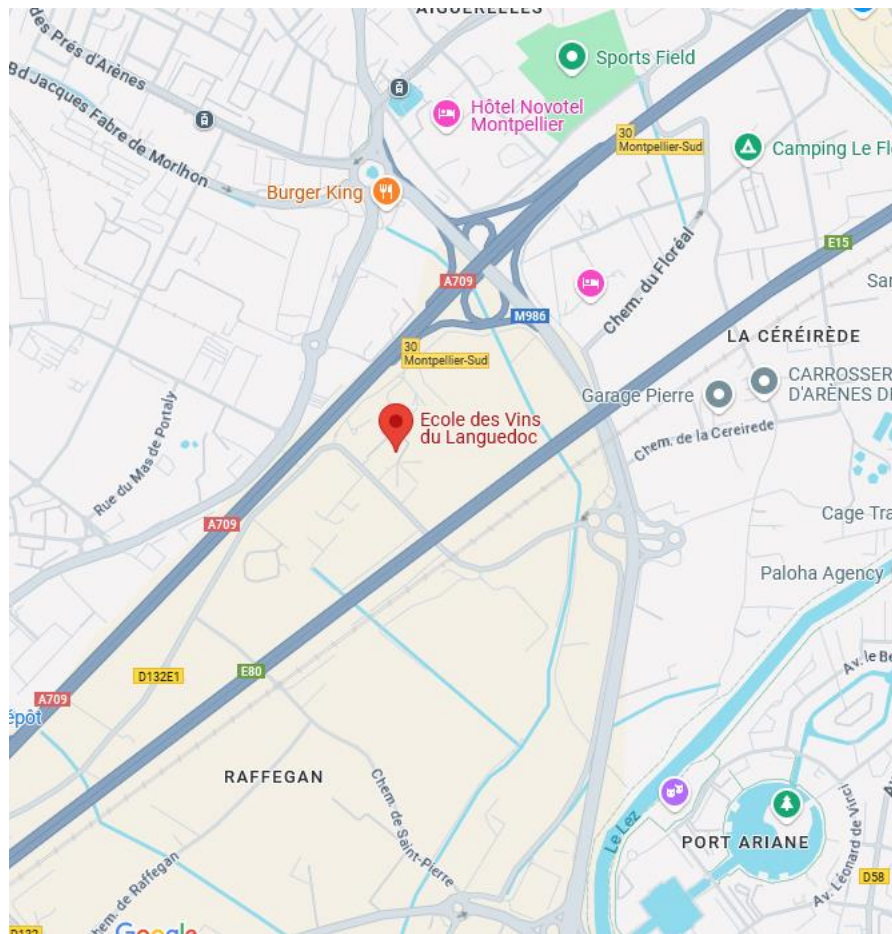 AIGUERELLES
des Prés d'Arènes
Bd Jacques Fabre de Morlhon
Sports Field
Hôtel Novotel
Montpellier
30
Montpellier-Sud
Camping Le Fl
Burger King
E15
Chem. du Floréal
A709
M986
San
LA CÉREIRÈDE
30
Montpellier-Sud
Garage Pierre
CARROSSER
D'ARÈNES DE
Ecole des Vins
du Languedoc
Chem. de la Cereirede
Rue du Mas de Portaly
A709
Cage Tra
Paloha Agency
Av. le Be
E80
D132E1
A709
épôt
RAFFEGAN
Chem. de Saint-Pierre
Le Lez
PORT ARIANE
Av. Léonard de Vinci
D58
hem. de Raffegan
D132
Google